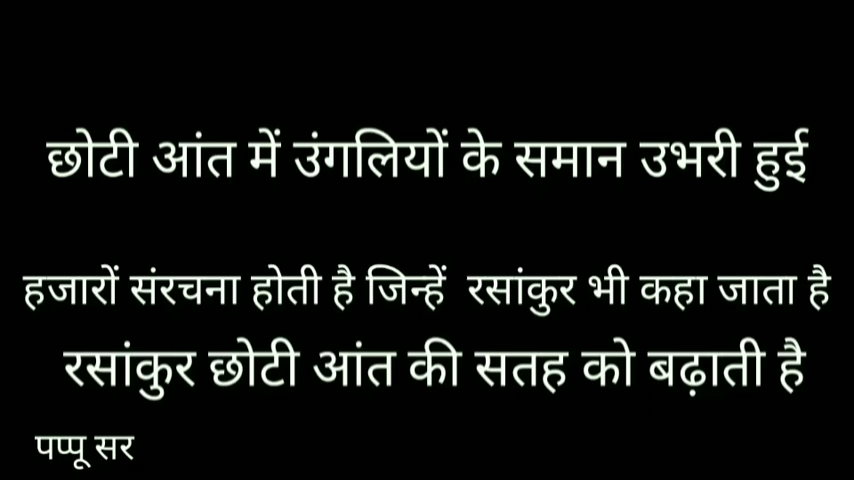 छोटी आंत में उंगलियों के समान उभरी हुई
हजारों संरचना होती है जिन्हें रसांकुर भी कहा जाता है
रसांकुर छोटी आंत की सतह को बढ़ाती है
पप्पू सर